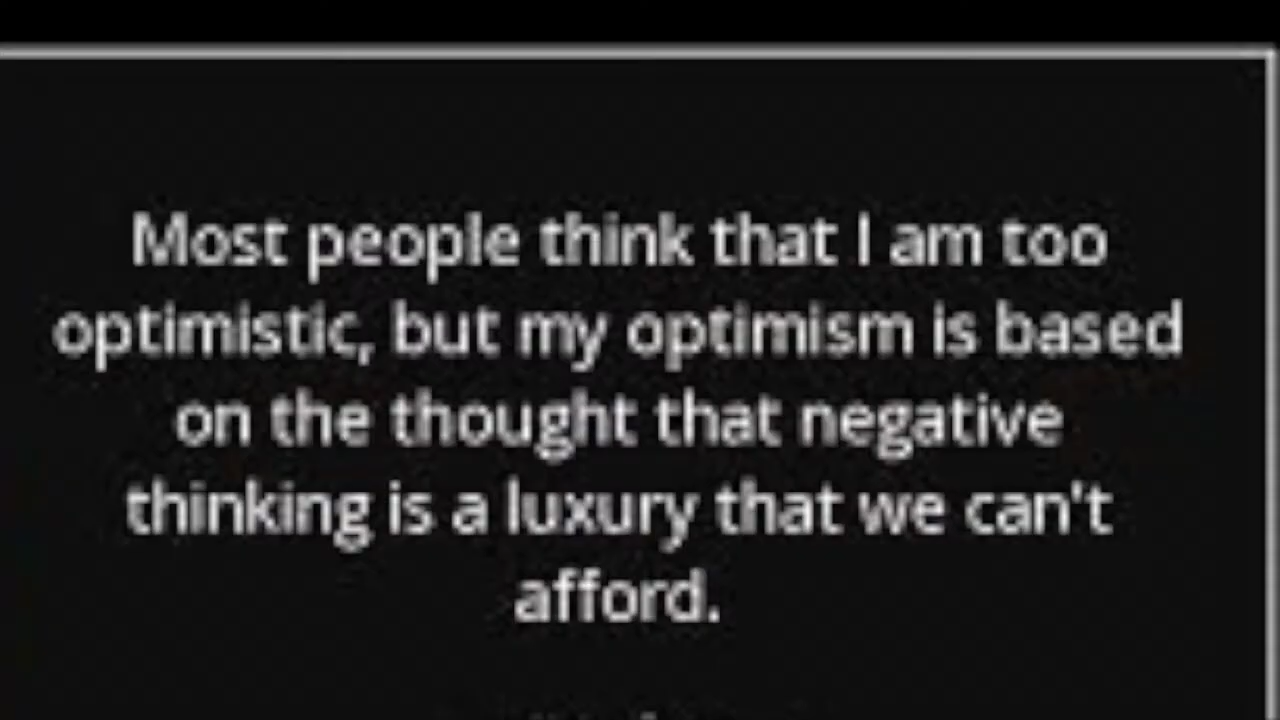 Most people think that I am too
optimistic, but my optimism is based
on the thought that negative
thinking is a luxury that we can't
afford.